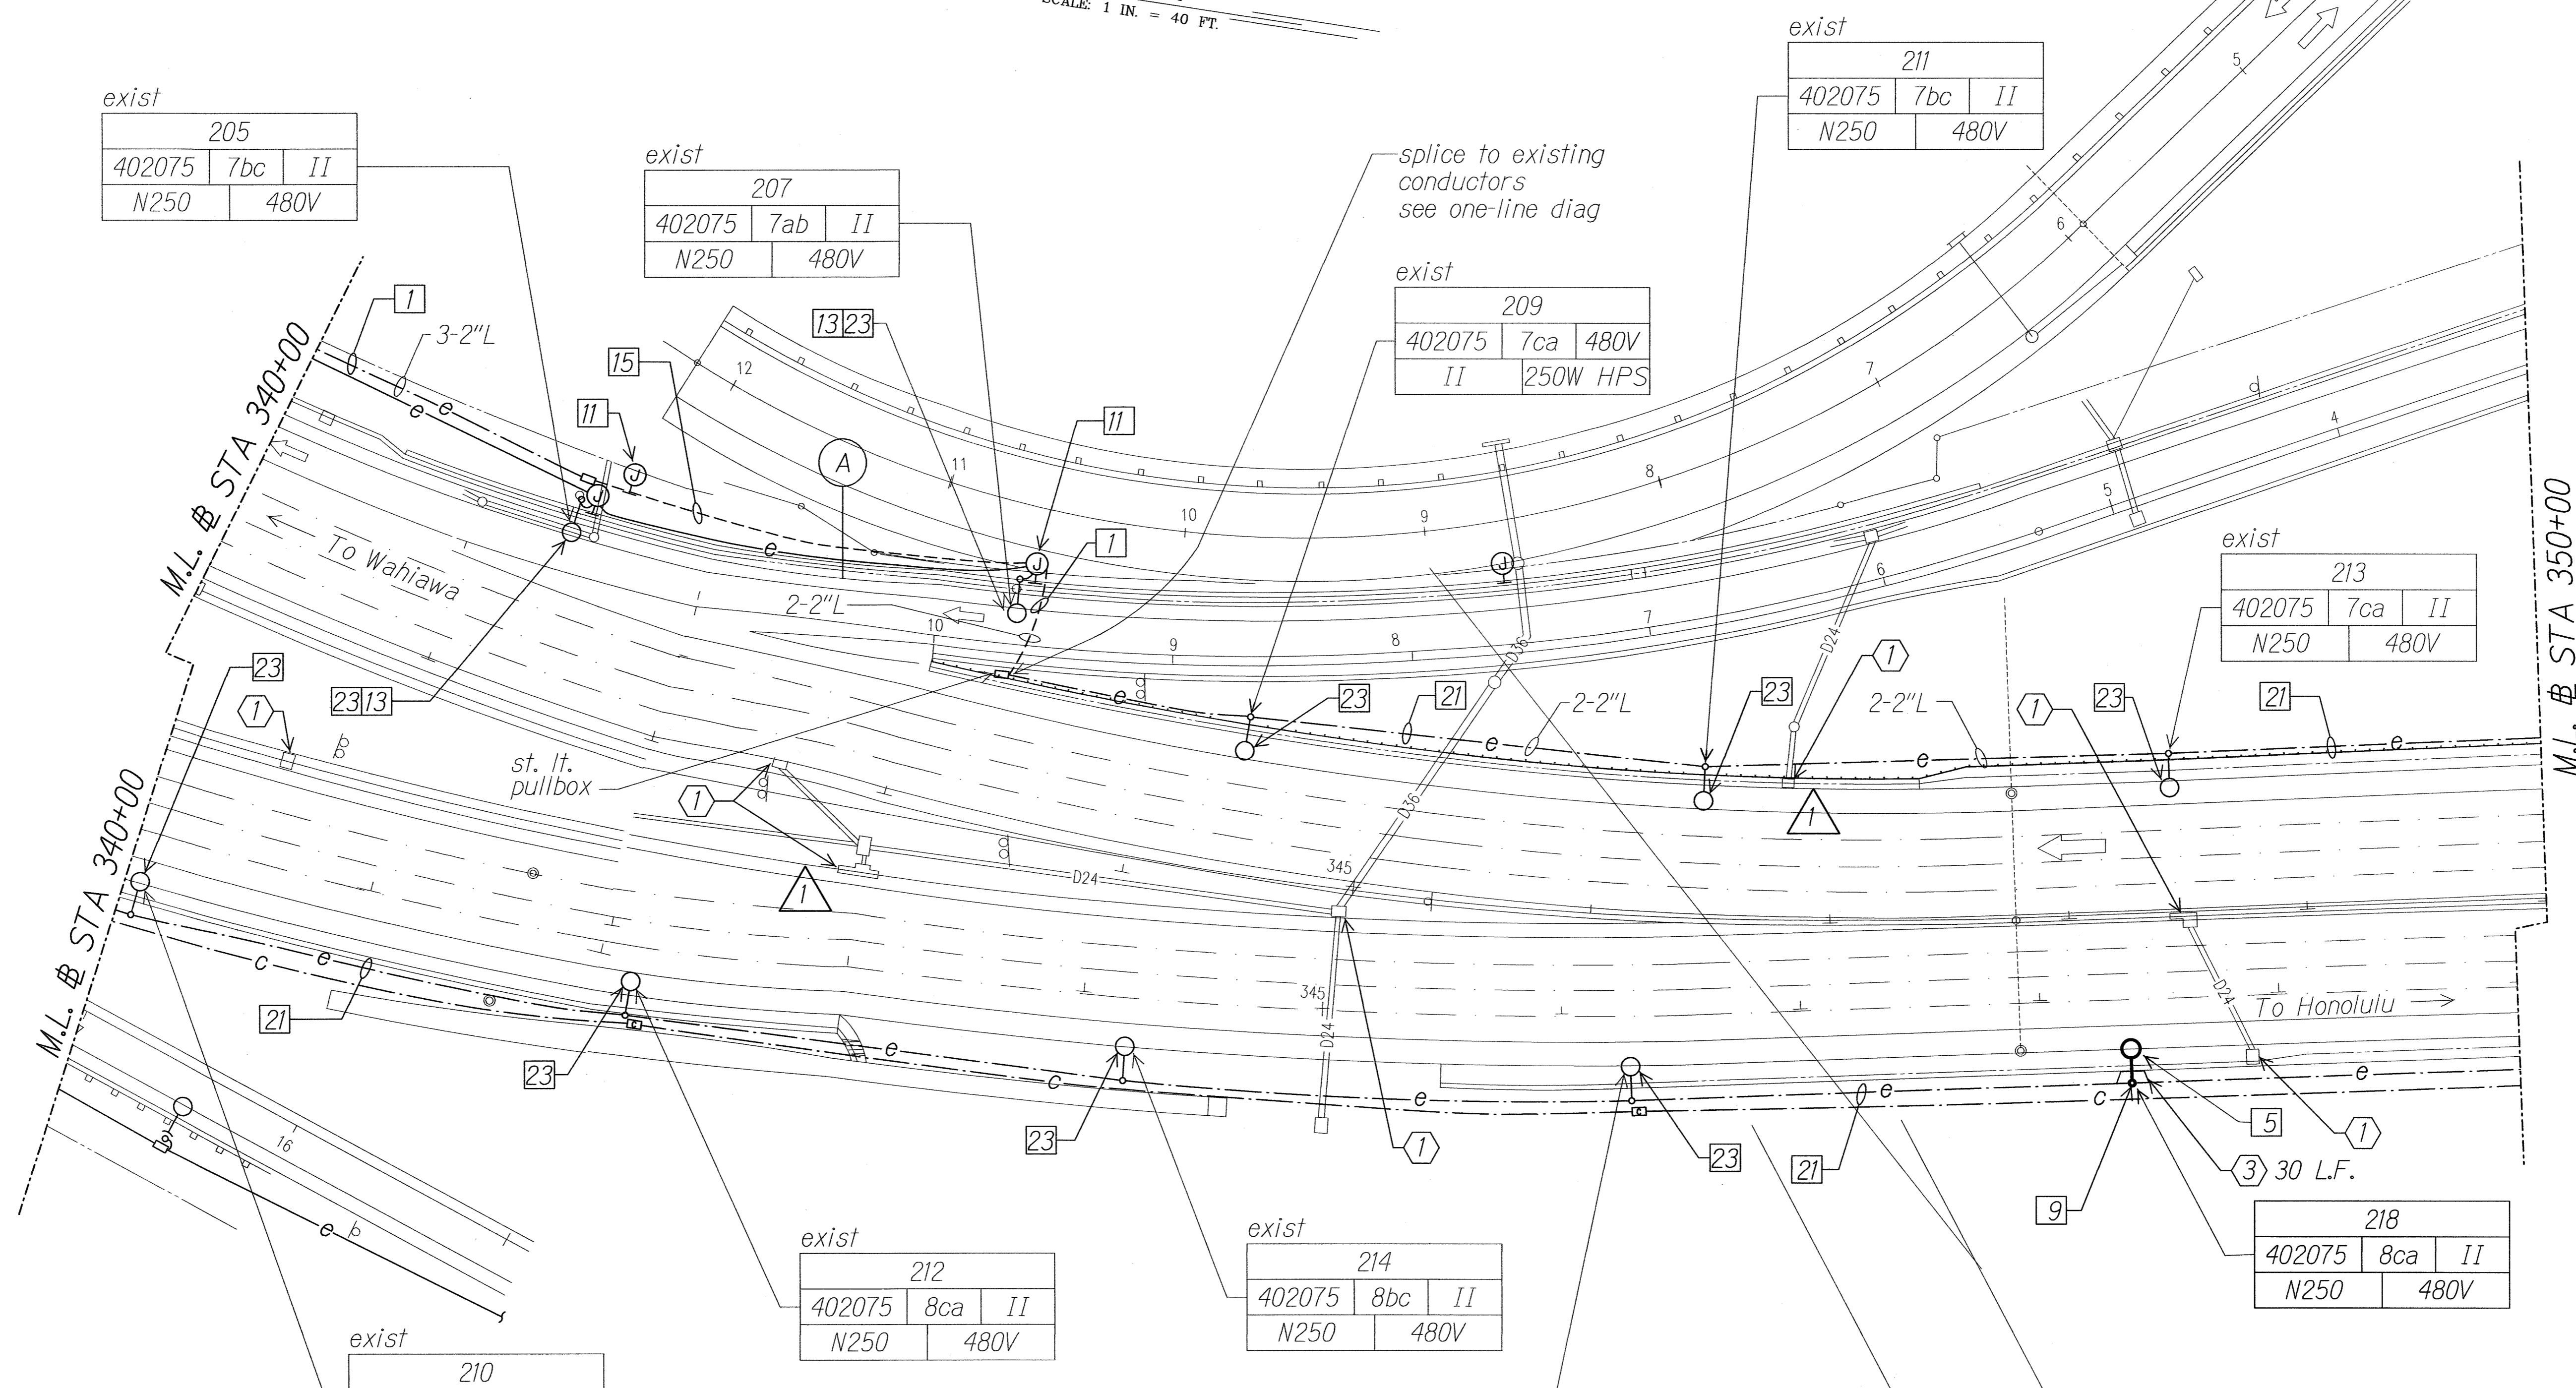 SCALE: 1 IN. = 40 FT.
exist
205
402075 7bc II
N250 480V
exist
207
402075 7ab II
N250 480V
splice to existing
conductors
see one-line diag
exist
209
402075 7ca 480V
II 250W HPS
exist
211
402075 7bc II
N250 480V
exist
213
402075 7ca II
N250 480V
M.L. B STA 340+00
M.L. B STA 350+00
1
3-2"L
e
e
15
11
11
13 23
A
J
J
J
J
1
12
11
10
9
8
7
6
5
4
5
6
7
8
9
10
e
To Wahiawa
2-2"L
23 13
23
1
st. lt.
pullbox
1
1
e
23
21
e
2-2"L
D36
D36
D24
1
23
1
2-2"L
e
1
23
21
e
M.L. B STA 340+00
D24
345
345
D24
D24
To Honolulu
e
c
21
23
e
c
23
1
e
23
21
e
c
e
5
1
3 30 L.F.
9
16
e
c
c
exist
212
402075 8ca II
N250 480V
exist
214
402075 8bc II
N250 480V
218
402075 8ca II
N250 480V
exist
210